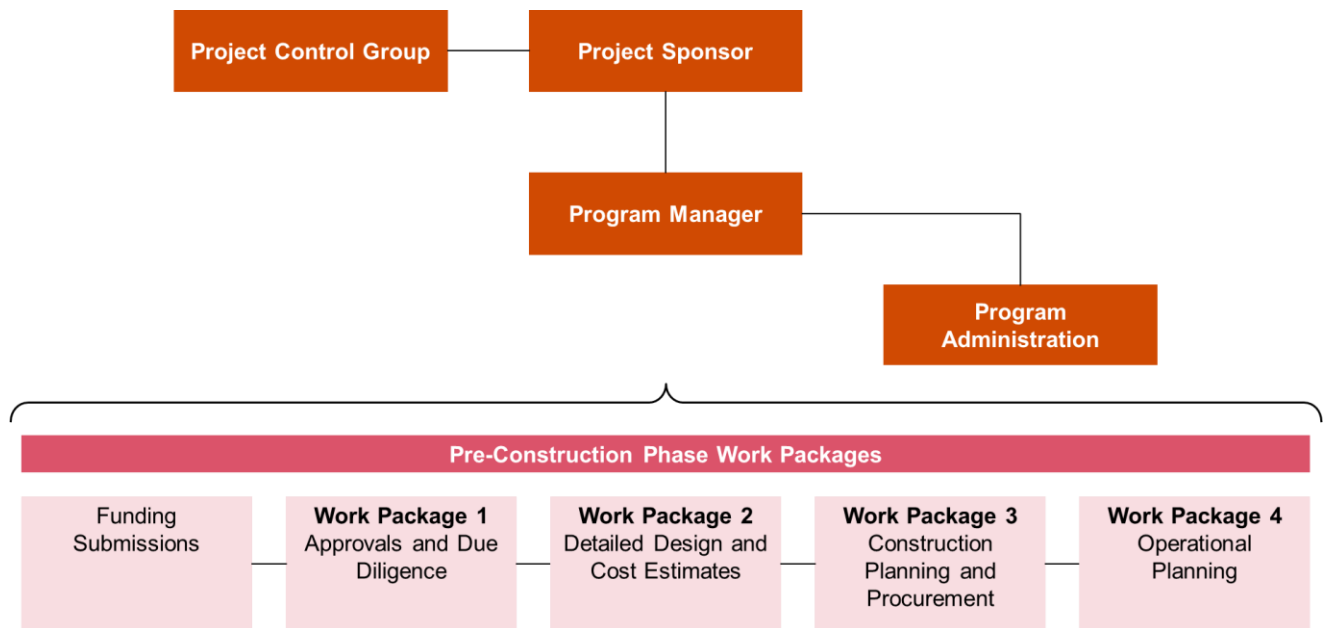 Project Control Group
Project Sponsor
Program Manager
Program
Administration
Pre-Construction Phase Work Packages
Funding
Submissions
Work Package 1
Approvals and Due
Diligence
Work Package 2
Detailed Design and
Cost Estimates
Work Package 3
Construction
Planning and
Procurement
Work Package 4
Operational
Planning